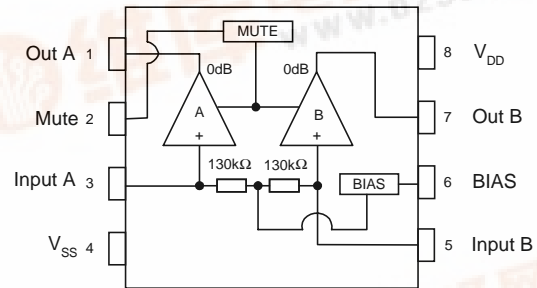 MUTE
Out A 1
0dB
0dB
8 VDD
A
B
Mute 2
7 Out B
+
+
130kΩ
130kΩ
Input A 3
BIAS
6 BIAS
VSS 4
5 Input B